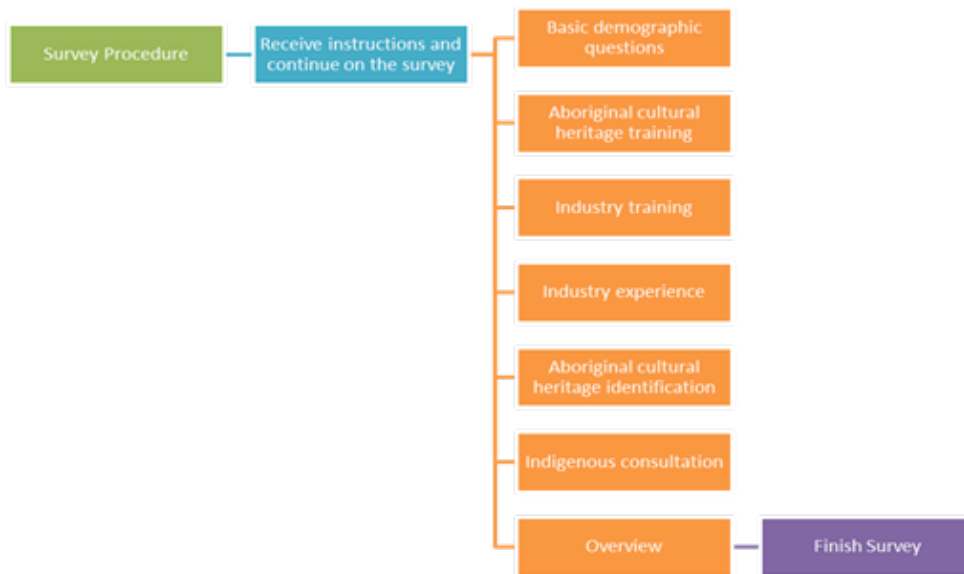 Survey Procedure
Receive instructions and
continue on the survey
Basic demographic
questions
Aboriginal cultural
heritage training
Industry training
Industry experience
Aboriginal cultural
heritage identification
Indigenous consultation
Overview
Finish Survey